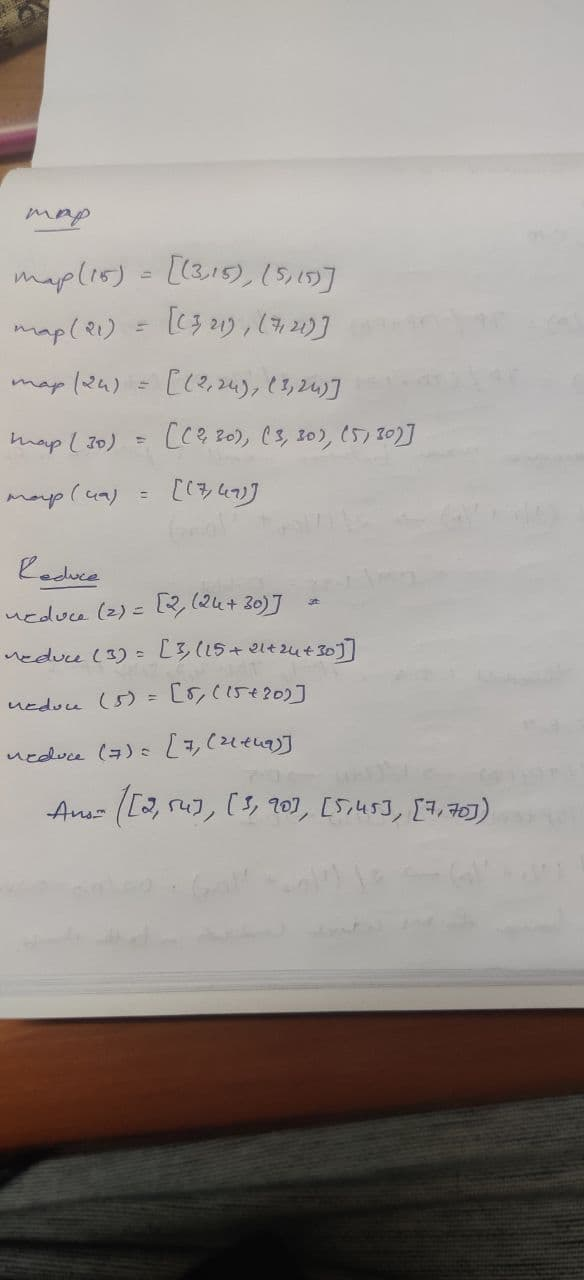 map
map(15) = [(3,15), (5,15)]
map(21) = [(3,21), (7,21)]
map(24) = [(2,24), (3,24)]
map(30) = [(2,30), (3,30), (5,30)]
map(49) = [(7,49)]
Reduce
reduce (2) = [2, (24+30)] =
reduce (3) = [3, (15+21+24+30)]
reduce (5) = [5, (15+30)]
reduce (7) = [7, (21+49)]
Ans= ([2, 54], [3, 90], [5,45], [7,70])